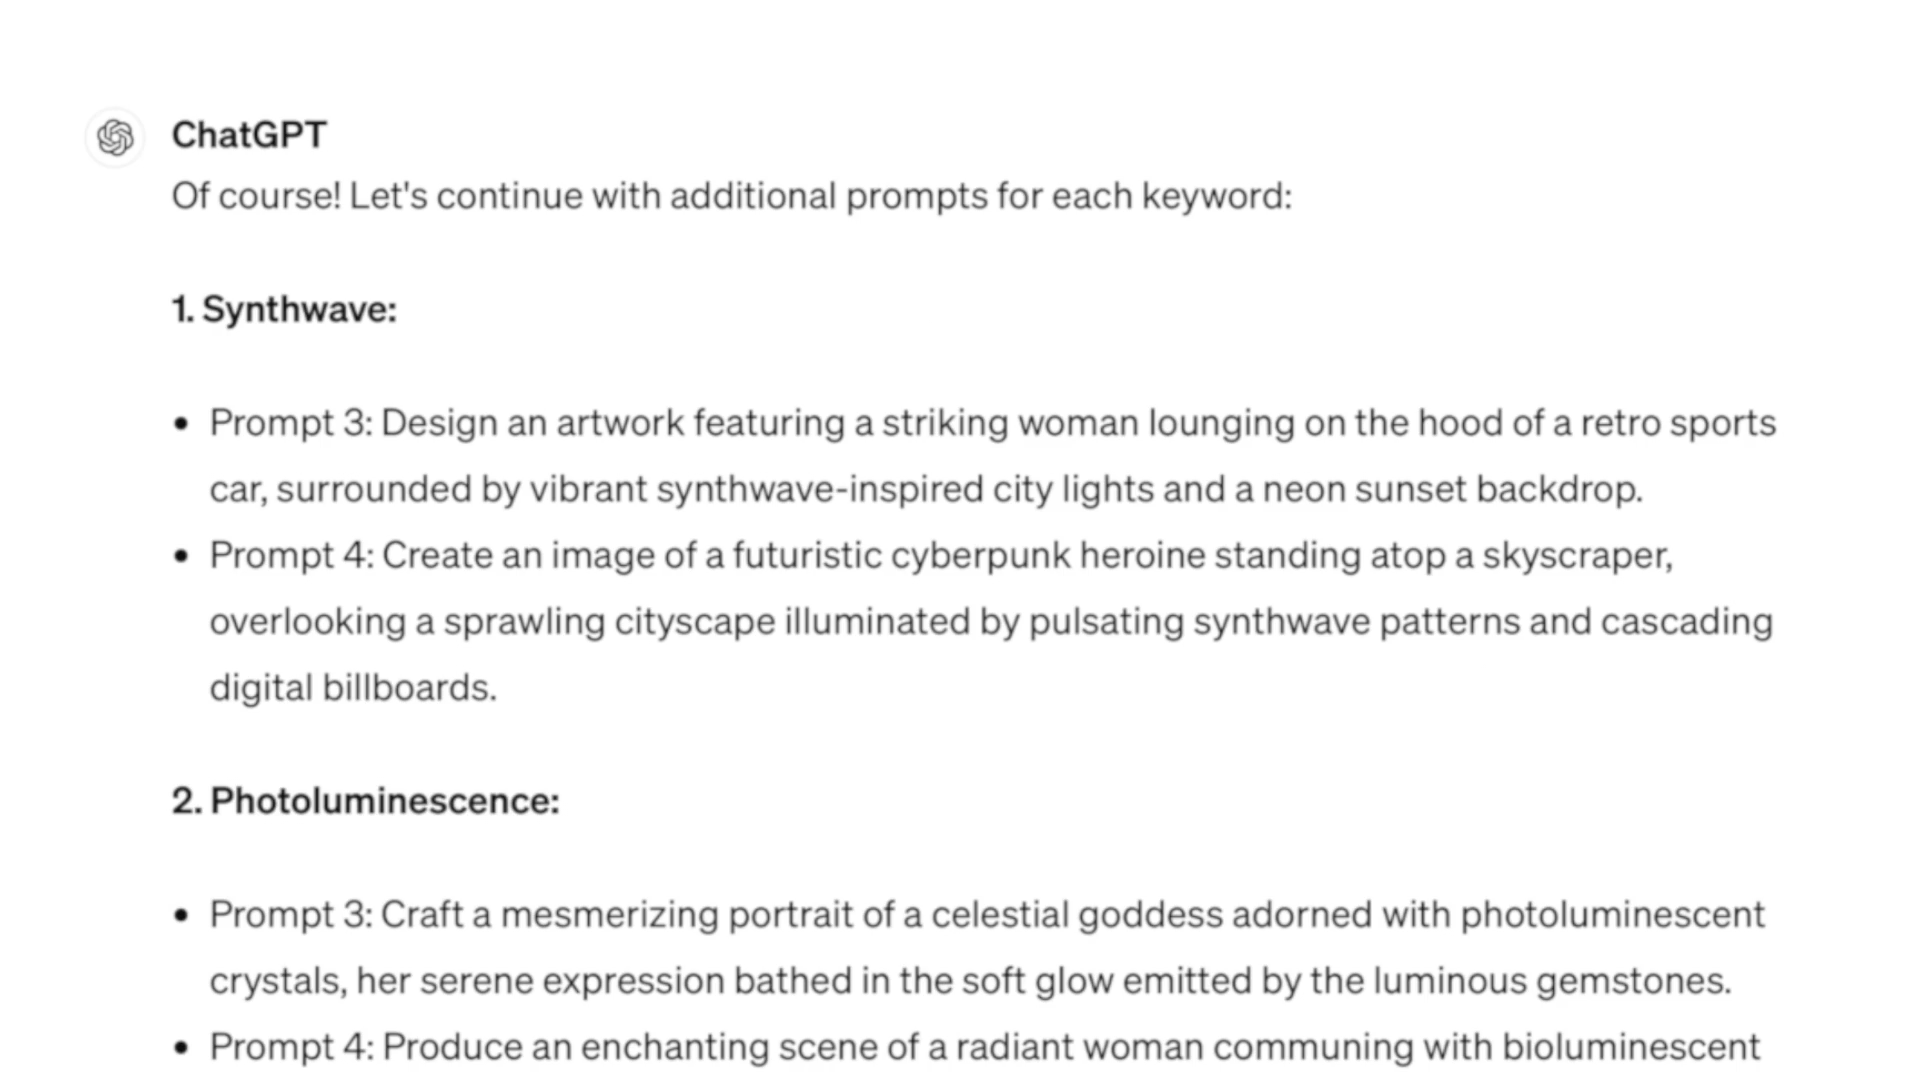 ChatGPT
Of course! Let's continue with additional prompts for each keyword:
1. Synthwave:
• Prompt 3: Design an artwork featuring a striking woman lounging on the hood of a retro sports
car, surrounded by vibrant synthwave-inspired city lights and a neon sunset backdrop.
• Prompt 4: Create an image of a futuristic cyberpunk heroine standing atop a skyscraper,
overlooking a sprawling cityscape illuminated by pulsating synthwave patterns and cascading
digital billboards.
2. Photoluminescence:
• Prompt 3: Craft a mesmerizing portrait of a celestial goddess adorned with photoluminescent
crystals, her serene expression bathed in the soft glow emitted by the luminous gemstones.
• Prompt 4: Produce an enchanting scene of a radiant woman communing with bioluminescent